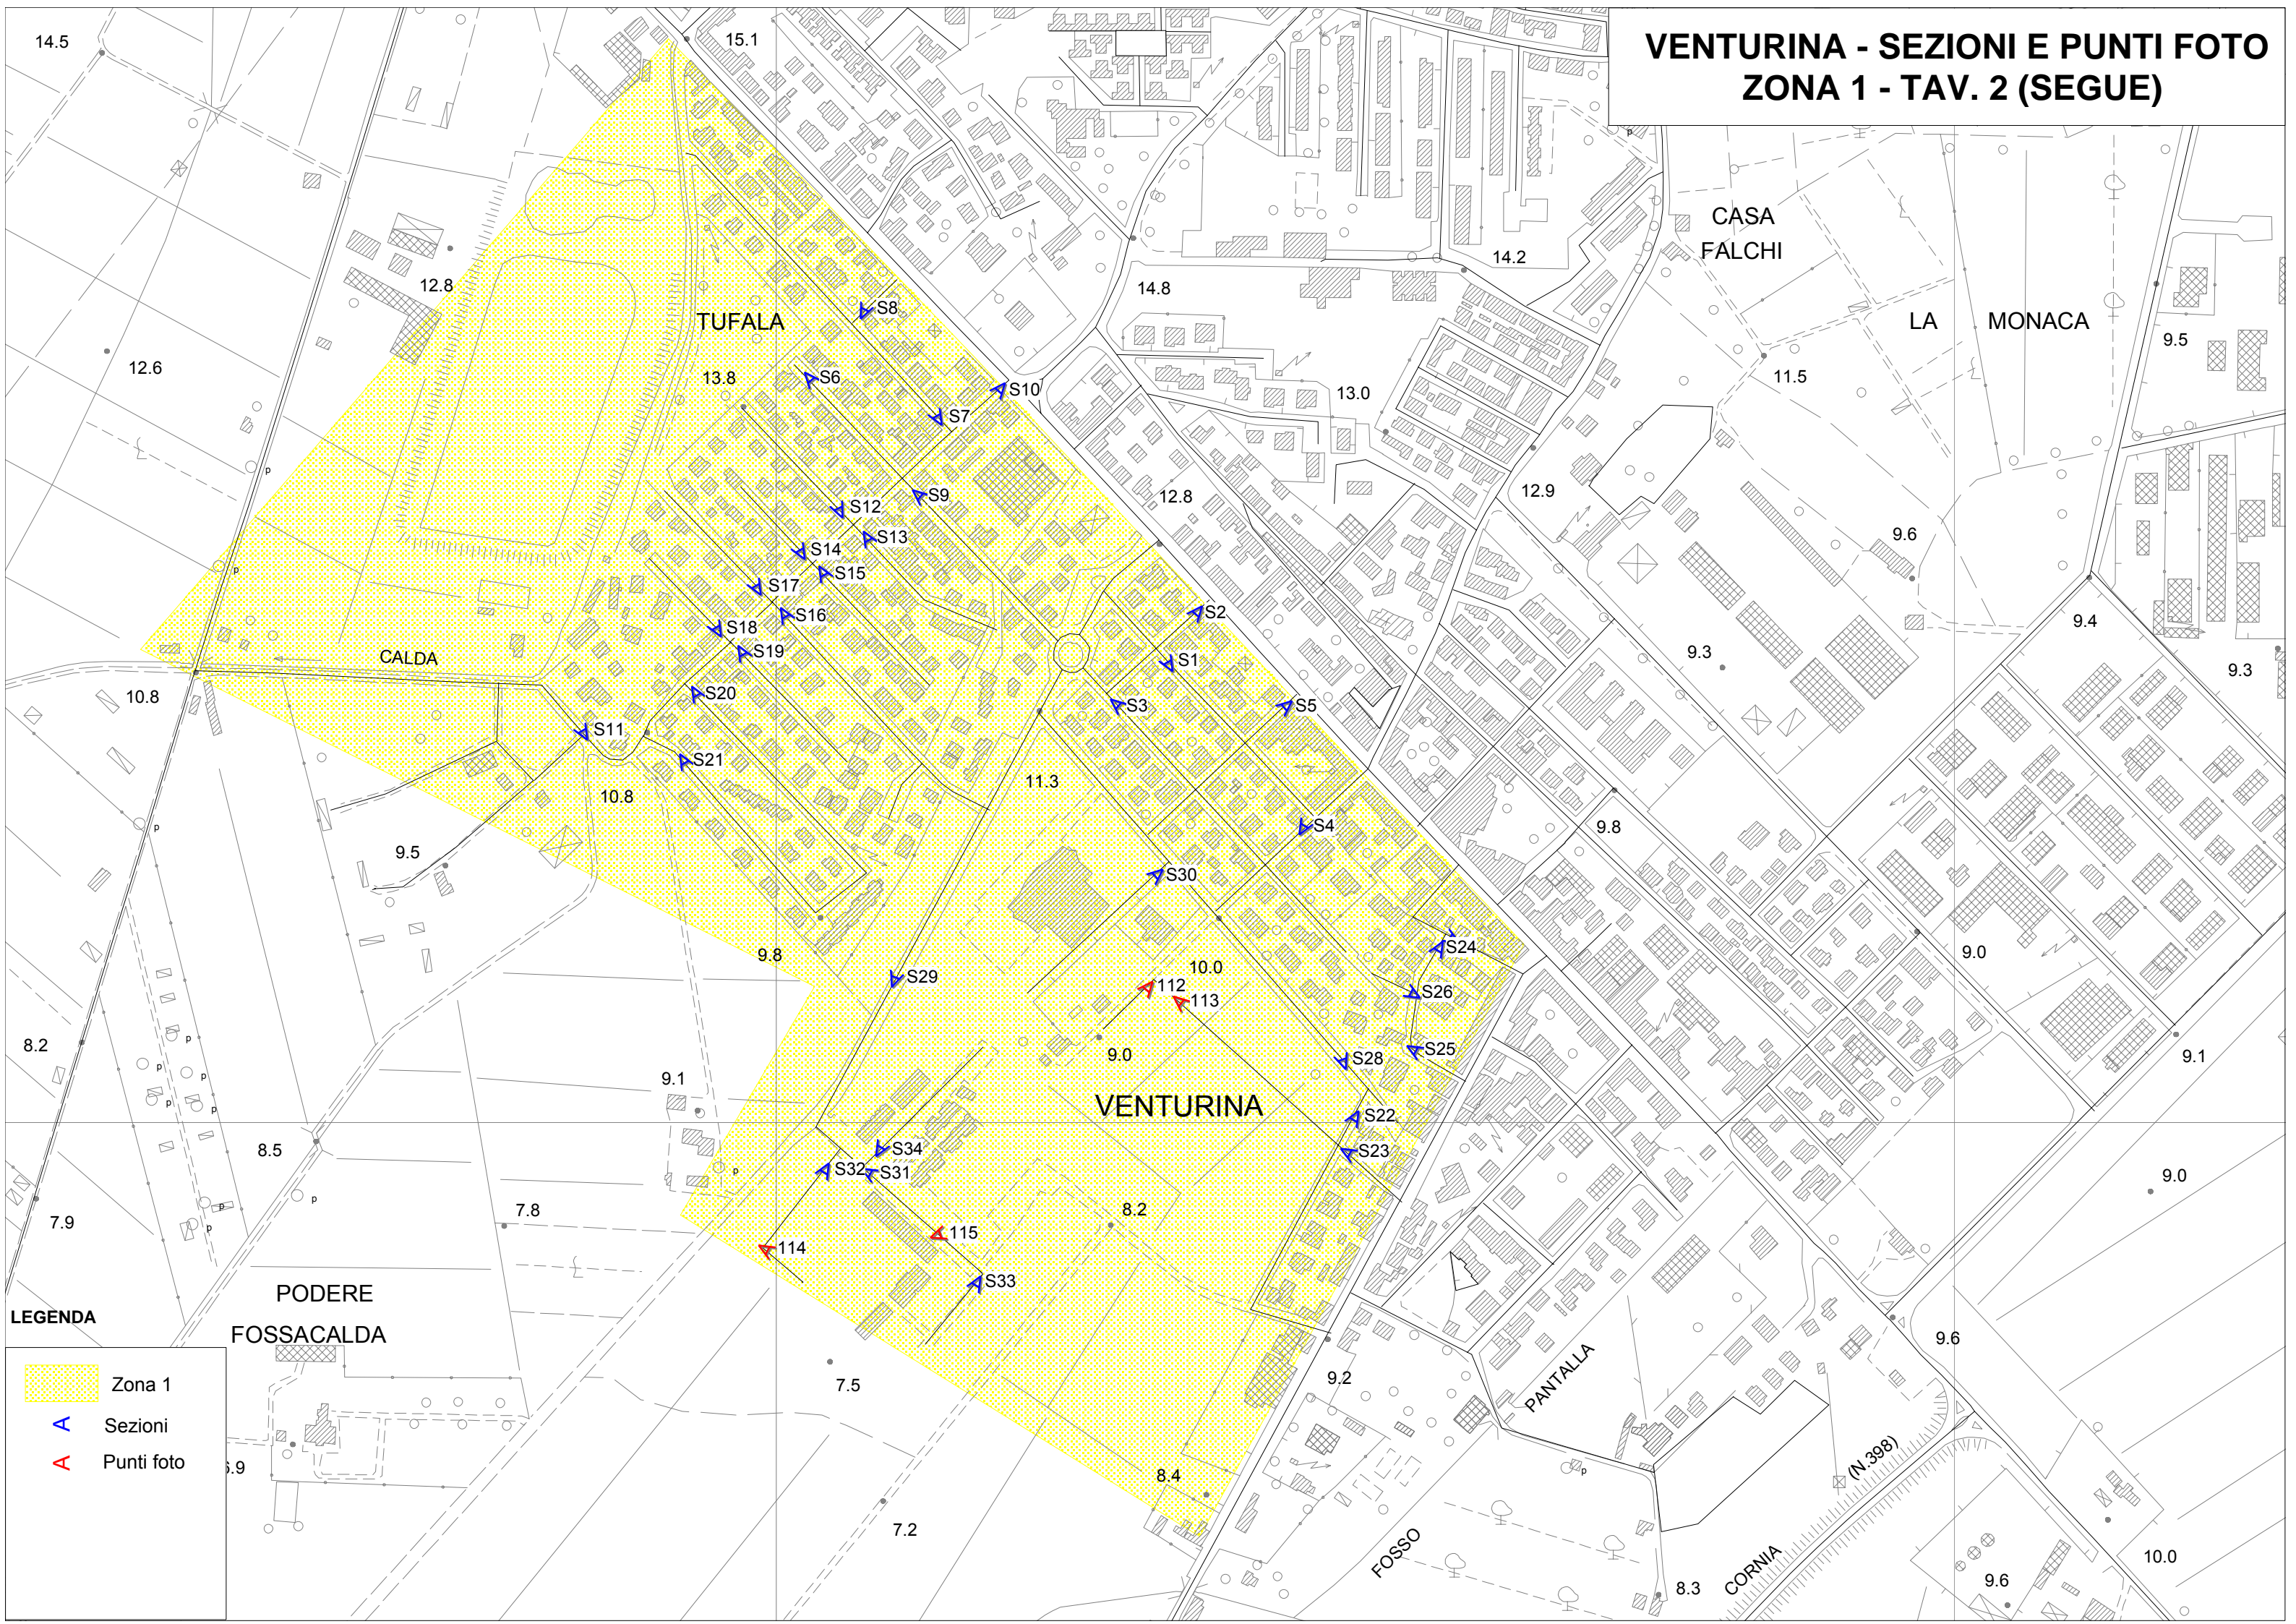 VENTURINA - SEZIONI E PUNTI FOTO
ZONA 1 - TAV. 2 (SEGUE)
14.5
15.1
CASA
FALCHI
14.2
14.8
12.8
TUFALA
S8
LA MONACA
9.5
12.6
13.8
S6
S10
S7
13.0
11.5
S9
S12
12.8
12.9
9.6
S13
S14
S15
S17
S16
S18
S19
S2
9.4
CALDA
S1
9.3
9.3
10.8
S20
S3
S5
S11
S21
11.3
10.8
S4
9.8
9.5
S30
S24
9.8
10.0
9.0
S29
112
S26
113
8.2
9.0
S28
S25
9.1
9.1
VENTURINA
S22
8.5
S34
S23
S32
S31
9.0
7.9
7.8
8.2
115
114
S33
PODERE
FOSSACALDA
LEGENDA
9.6
7.5
9.2
PANTALLA
Zona 1
Sezioni
Punti foto
6.9
8.4
(N.398)
7.2
FOSSO
CORNIA
10.0
8.3
9.6
p
p
p
p
p
p
p
p
p
p
p
p
p
p